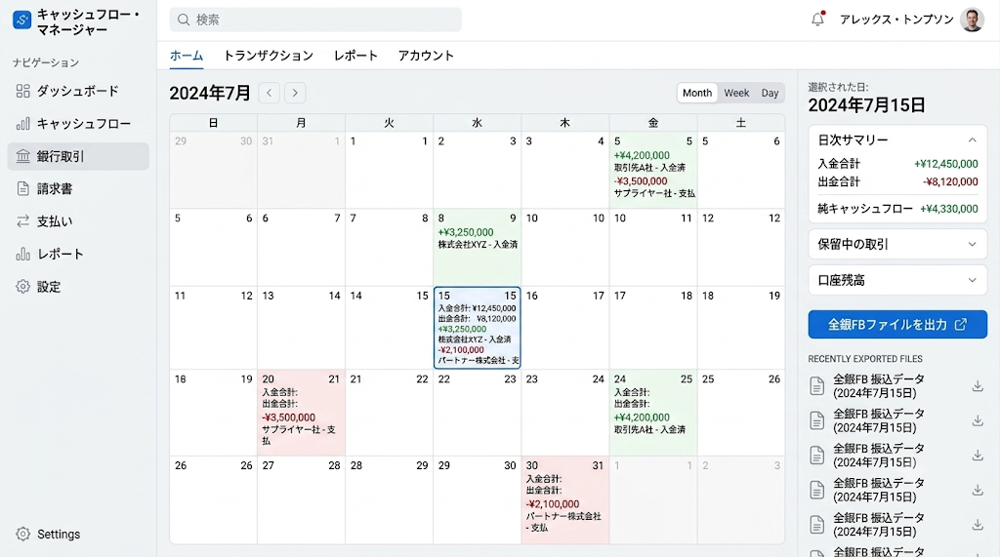 キャッシュフロー・
マネージャー
検索
アレックス・トンプソン
ナビゲーション
ダッシュボード
キャッシュフロー
銀行取引
請求書
支払い
レポート
設定
Settings
ホーム トランザクション レポート アカウント
2024年7月
Month Week Day
日 月 火 水 木 金 土
29 30 31 1 1 1 2 3 3 4 5 5 5 6
+¥4,200,000
取引先A社 - 入金済
-¥3,500,000
サプライヤー社 - 支払
5 6 6 7 7 8 8 9 10 10 10 11 12 12
+¥3,250,000
株式会社XYZ - 入金済
11 12 13 14 14 15 15 15 16 17 17 18 18 19
入金合計: ¥12,450,000
出金合計: ¥8,120,000
+¥3,250,000
株式会社XYZ - 入金済
-¥2,100,000
パートナー株式会社 - 支
18 19 20 21 21 22 22 23 23 24 24 25 25 26
入金合計:
出金合計:
-¥3,500,000
サプライヤー社 - 支
払
入金合計:
出金合計:
+¥4,200,000
取引先A社 - 入金済
26 26 27 28 28 29 29 30 30 31 1 1 2 3
入金合計:
出金合計:
-¥2,100,000
パートナー株式会社
- 支払
選択された日:
2024年7月15日
日次サマリー
入金合計 +¥12,450,000
出金合計 -¥8,120,000
純キャッシュフロー +¥4,330,000
保留中の取引
口座残高
全銀FBファイルを出力
RECENTLY EXPORTED FILES
全銀FB 振込データ
(2024年7月15日)
全銀FB 振込データ
(2024年7月15日)
全銀FB 振込データ
(2024年7月15日)
全銀FB 振込データ
(2024年7月15日)
全銀FB 振込データ
(2024年7月15日)
全銀FB 振込データ